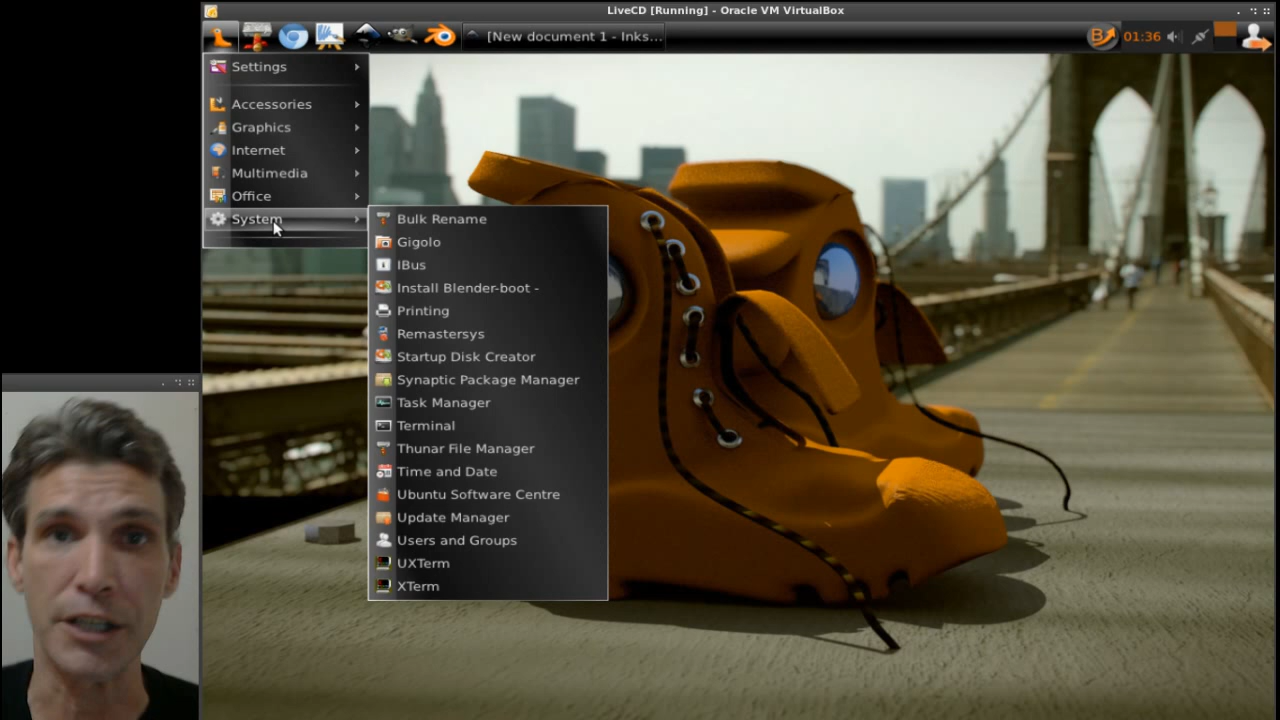 LiveCD [Running] - Oracle VM VirtualBox
[New document 1 - Inks...
01:36
Settings
Accessories
Graphics
Internet
Multimedia
Office
System
Bulk Rename
Gigolo
IBus
Install Blender-boot -
Printing
Remastersys
Startup Disk Creator
Synaptic Package Manager
Task Manager
Terminal
Thunar File Manager
Time and Date
Ubuntu Software Centre
Update Manager
Users and Groups
UXTerm
XTerm